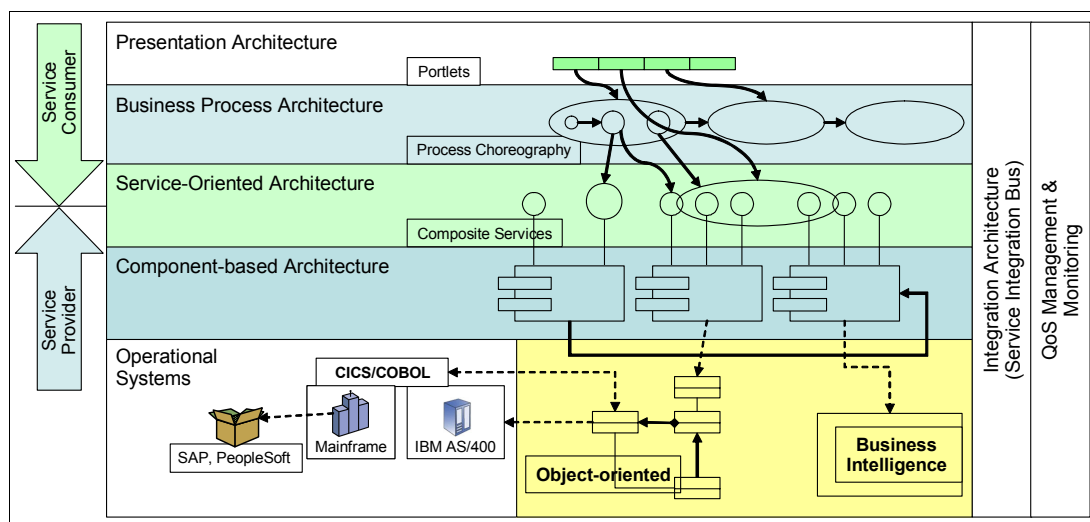 Presentation Architecture
Portlets
Service
Consumer
Business Process Architecture
Process Choreography
Service-Oriented Architecture
Composite Services
Service
Provider
Component-based Architecture
Operational
Systems
CICS/COBOL
SAP, PeopleSoft
Mainframe
IBM AS/400
Object-oriented
Business
Intelligence
Integration Architecture
(Service Integration Bus)
QoS Management &
Monitoring